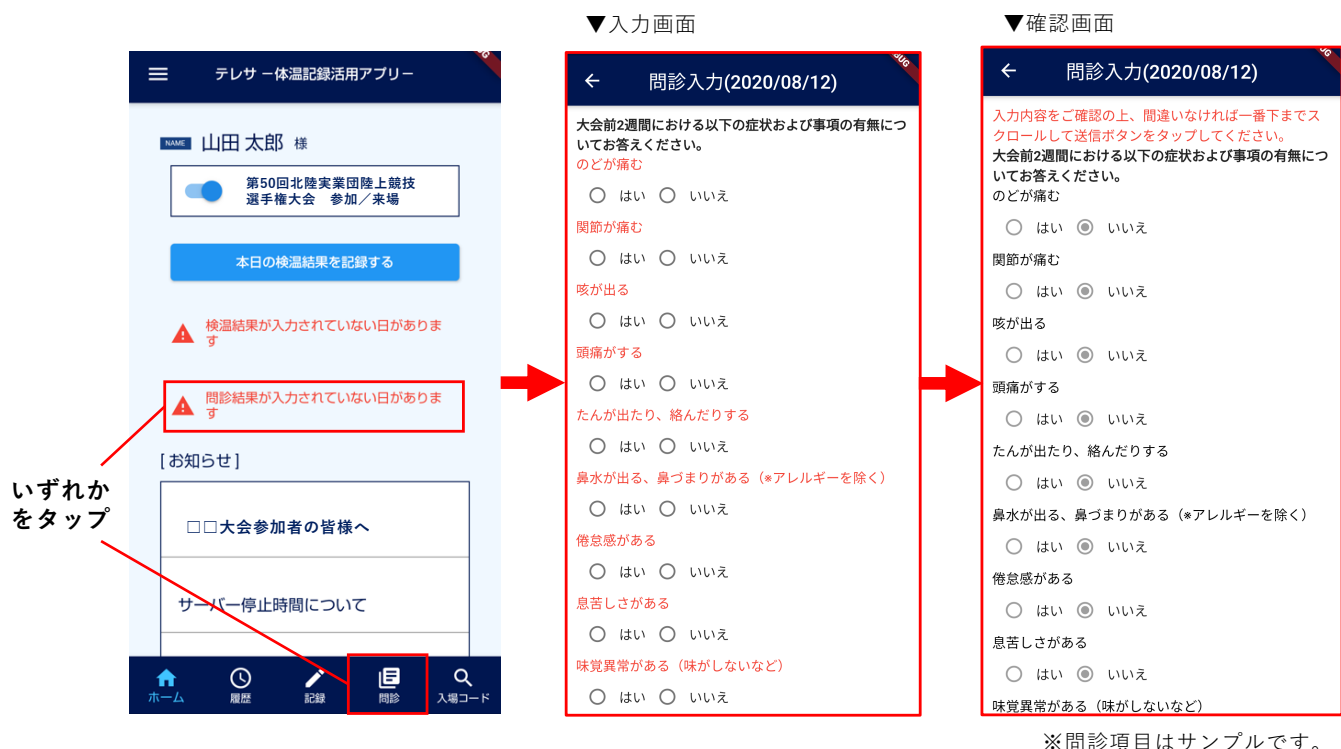 ▼入力画面
▼確認画面
テレサ －体温記録活用アプリ－
NAME 山田 太郎 様
第50回北陸実業団陸上競技
選手権大会　参加／来場
本日の検温結果を記録する
検温結果が入力されていない日がありま
す
問診結果が入力されていない日がありま
す
[お知らせ]
いずれか
をタップ
□□大会参加者の皆様へ
サーバー停止時間について
ホーム
履歴
記録
問診
入場コード
問診入力(2020/08/12)
大会前2週間における以下の症状および事項の有無につ
いてお答えください。
のどが痛む
はい いいえ
関節が痛む
はい いいえ
咳が出る
はい いいえ
頭痛がする
はい いいえ
たんが出たり、絡んだりする
はい いいえ
鼻水が出る、鼻づまりがある（※アレルギーを除く）
はい いいえ
倦怠感がある
はい いいえ
息苦しさがある
はい いいえ
味覚異常がある（味がしないなど）
はい いいえ
問診入力(2020/08/12)
入力内容をご確認の上、間違いなければ一番下までス
クロールして送信ボタンをタップしてください。
大会前2週間における以下の症状および事項の有無につ
いてお答えください。
のどが痛む
はい いいえ
関節が痛む
はい いいえ
咳が出る
はい いいえ
頭痛がする
はい いいえ
たんが出たり、絡んだりする
はい いいえ
鼻水が出る、鼻づまりがある（※アレルギーを除く）
はい いいえ
倦怠感がある
はい いいえ
息苦しさがある
はい いいえ
味覚異常がある（味がしないなど）
※問診項目はサンプルです。